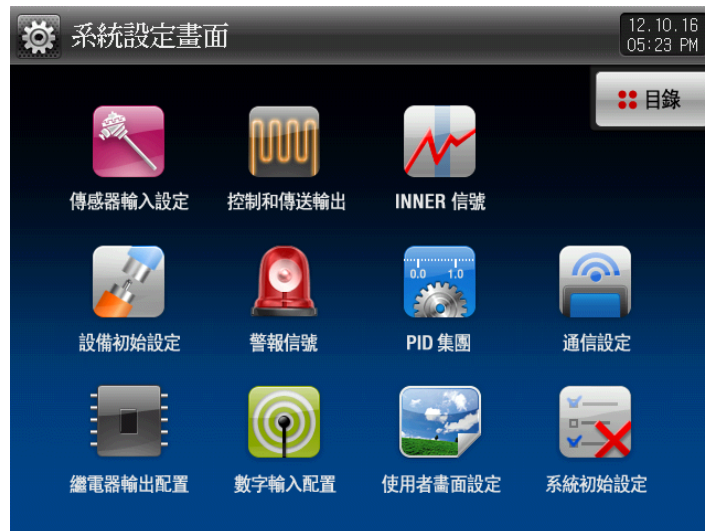 系統設定畫面
12.10.16
05:23 PM
目錄
傳感器輸入設定
控制和傳送輸出
INNER 信號
0.0 1.0
設備初始設定
警報信號
PID 集團
通信設定
繼電器輸出配置
數字輸入配置
使用者畫面設定
系統初始設定